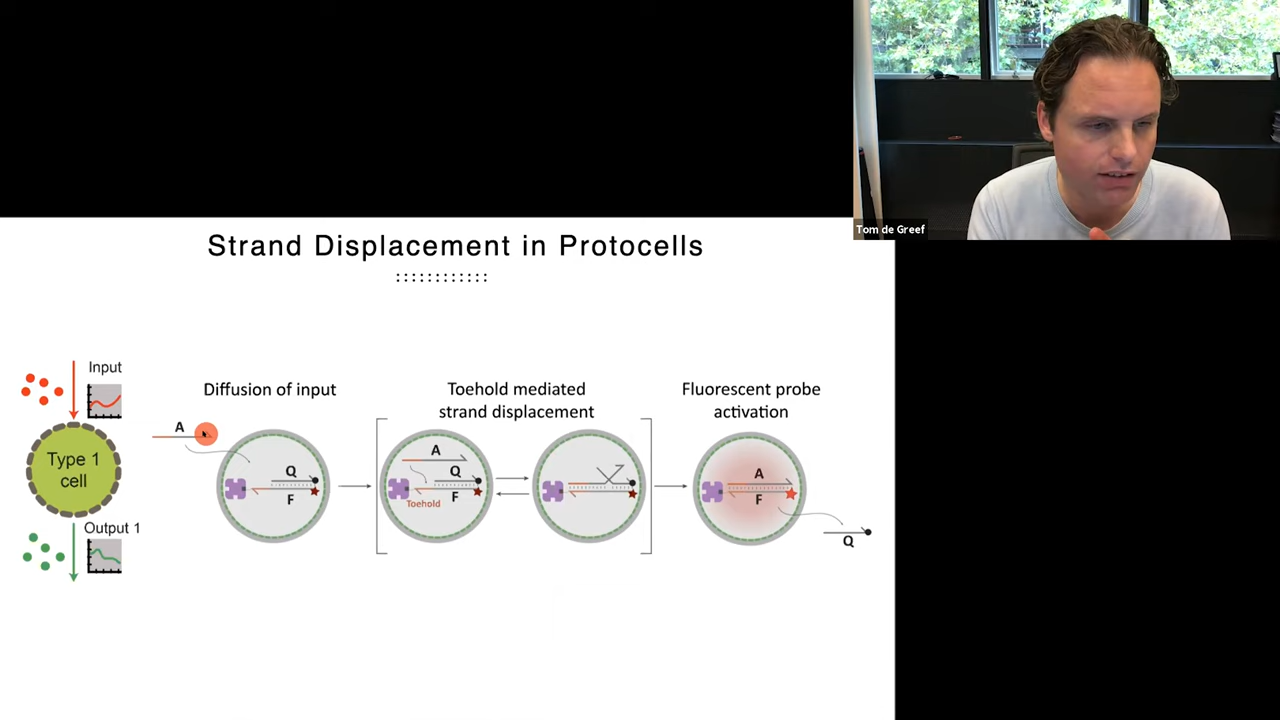 Tom de Greef
Strand Displacement in Protocells
Input
Type 1
cell
Output 1
A
Diffusion of input
Q
F
Toehold mediated
strand displacement
A
Q
F
Toehold
Fluorescent probe
activation
A
F
Q